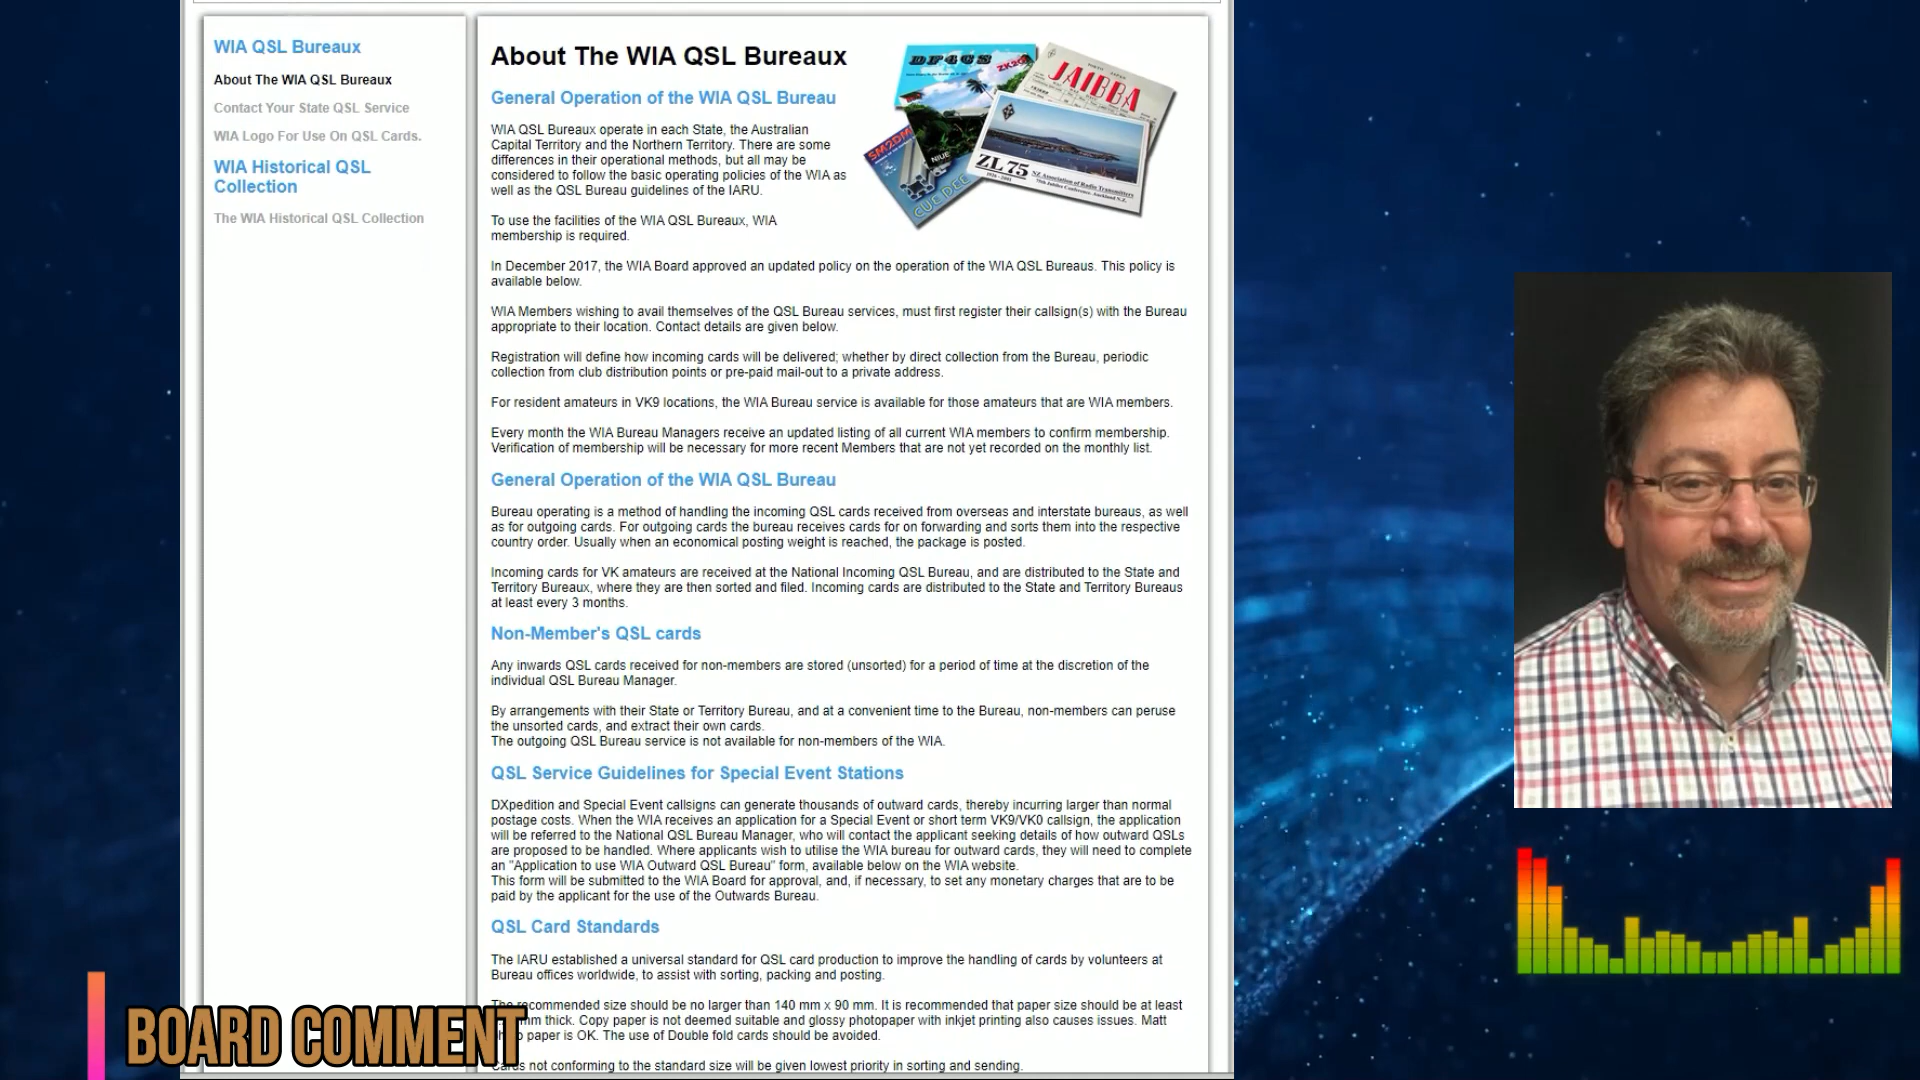 WIA QSL Bureaux
About The WIA QSL Bureaux
Contact Your State QSL Service
WIA Logo For Use On QSL Cards.
WIA Historical QSL
Collection
The WIA Historical QSL Collection
About The WIA QSL Bureaux
General Operation of the WIA QSL Bureau
WIA QSL Bureaux operate in each State, the Australian
Capital Territory and the Northern Territory. There are some
differences in their operational methods, but all may be
considered to follow the basic operating policies of the WIA as
well as the QSL Bureau guidelines of the IARU.
To use the facilities of the WIA QSL Bureaux, WIA
membership is required.
DF4CS
ZK20
JA1BBA
SM2DM
NIUE
CUE DEE
ZL 75
NZ Association of Radio Transmitters
In December 2017, the WIA Board approved an updated policy on the operation of the WIA QSL Bureaus. This policy is
available below.
WIA Members wishing to avail themselves of the QSL Bureau services, must first register their callsign(s) with the Bureau
appropriate to their location. Contact details are given below.
Registration will define how incoming cards will be delivered; whether by direct collection from the Bureau, periodic
collection from club distribution points or pre-paid mail-out to a private address.
For resident amateurs in VK9 locations, the WIA Bureau service is available for those amateurs that are WIA members.
Every month the WIA Bureau Managers receive an updated listing of all current WIA members to confirm membership.
Verification of membership will be necessary for more recent Members that are not yet recorded on the monthly list.
General Operation of the WIA QSL Bureau
Bureau operating is a method of handling the incoming QSL cards received from overseas and interstate bureaus, as well
as for outgoing cards. For outgoing cards the bureau receives cards for on forwarding and sorts them into the respective
country order. Usually when an economical posting weight is reached, the package is posted.
Incoming cards for VK amateurs are received at the National Incoming QSL Bureau, and are distributed to the State and
Territory Bureaux, where they are then sorted and filed. Incoming cards are distributed to the State and Territory Bureaus
at least every 3 months.
Non-Member's QSL cards
Any inwards QSL cards received for non-members are stored (unsorted) for a period of time at the discretion of the
individual QSL Bureau Manager.
By arrangements with their State or Territory Bureau, and at a convenient time to the Bureau, non-members can peruse
the unsorted cards, and extract their own cards.
The outgoing QSL Bureau service is not available for non-members of the WIA.
QSL Service Guidelines for Special Event Stations
DXpedition and Special Event callsigns can generate thousands of outward cards, thereby incurring larger than normal
postage costs. When the WIA receives an application for a Special Event or short term VK9/VK0 callsign, the application
will be referred to the National QSL Bureau Manager, who will contact the applicant seeking details of how outward QSLs
are proposed to be handled. Where applicants wish to utilise the WIA bureau for outward cards, they will need to complete
an "Application to use WIA Outward QSL Bureau" form, available below on the WIA website.
This form will be submitted to the WIA Board for approval, and, if necessary, to set any monetary charges that are to be
paid by the applicant for the use of the Outwards Bureau.
QSL Card Standards
The IARU established a universal standard for QSL card production to improve the handling of cards by volunteers at
Bureau offices worldwide, to assist with sorting, packing and posting.
The recommended size should be no larger than 140 mm x 90 mm. It is recommended that paper size should be at least
mm thick. Copy paper is not deemed suitable and glossy photopaper with inkjet printing also causes issues. Matt
paper is OK. The use of Double fold cards should be avoided.
Cards not conforming to the standard size will be given lowest priority in sorting and sending.
BOARD COMMENT